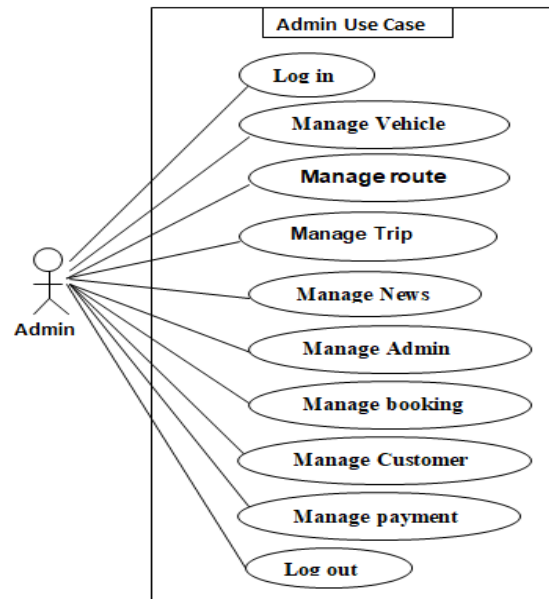 Admin Use Case
Log in
Manage Vehicle
Manage route
Manage Trip
Manage News
Admin
Manage Admin
Manage booking
Manage Customer
Manage payment
Log out